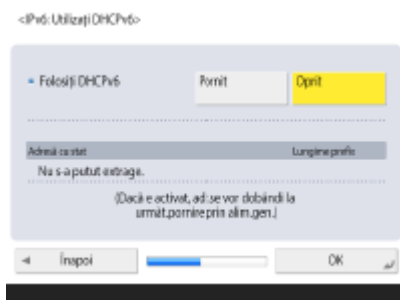 <IPv6: Utilizați DHCPv6>
Folosiți DHCPv6 Pornit Oprit
Adresă cu stat Lungime prefix
Nu s-a putut extrage.
(Dacă e activat, ad. se vor dobândi la
următ. pornire prin alim. gen.)
Înapoi OK